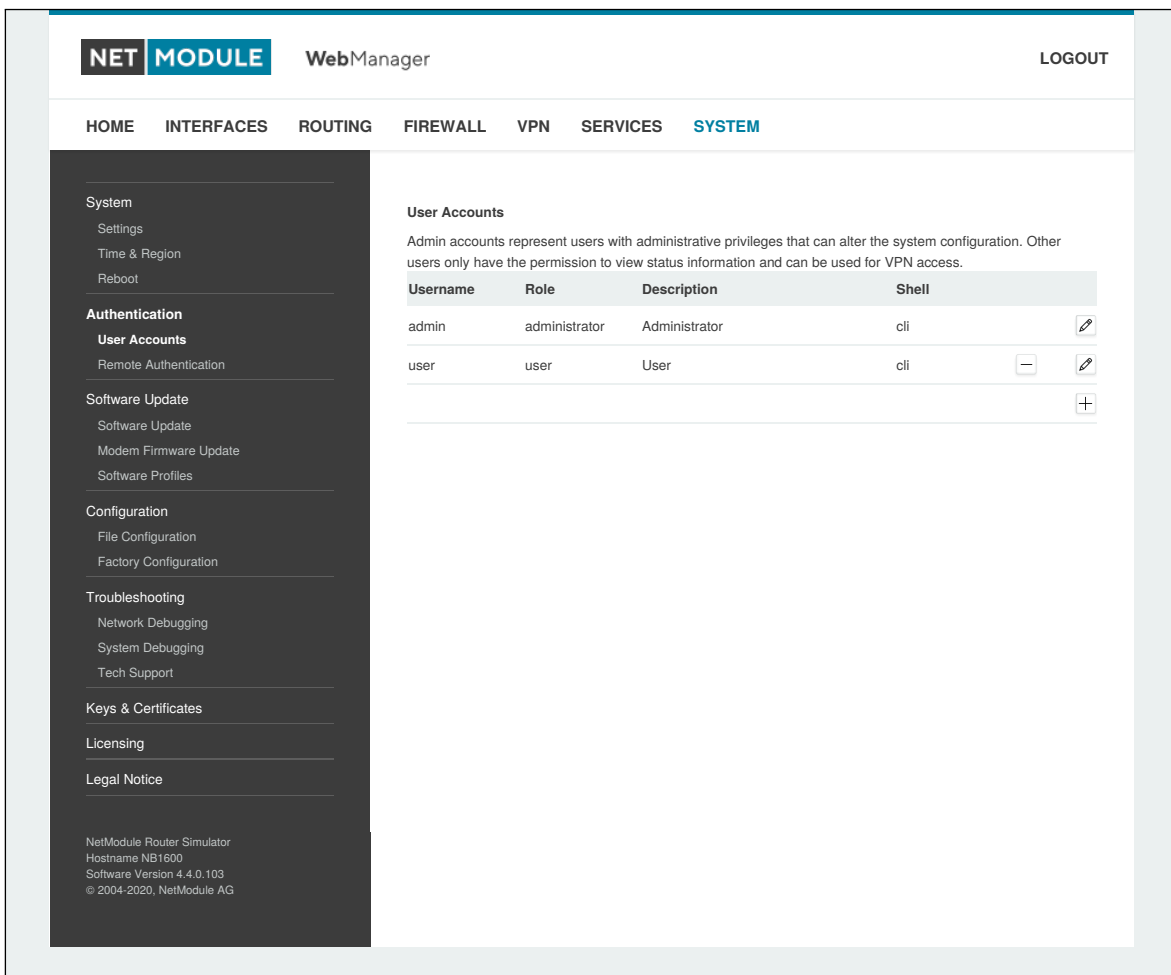 NET MODULE WebManager LOGOUT
HOME INTERFACES ROUTING FIREWALL VPN SERVICES SYSTEM
System
Settings
Time & Region
Reboot
Authentication
User Accounts
Remote Authentication
Software Update
Software Update
Modem Firmware Update
Software Profiles
Configuration
File Configuration
Factory Configuration
Troubleshooting
Network Debugging
System Debugging
Tech Support
Keys & Certificates
Licensing
Legal Notice
NetModule Router Simulator
Hostname NB1600
Software Version 4.4.0.103
© 2004-2020, NetModule AG
User Accounts
Admin accounts represent users with administrative privileges that can alter the system configuration. Other
users only have the permission to view status information and can be used for VPN access.
Username Role Description Shell
admin administrator Administrator cli
user user User cli